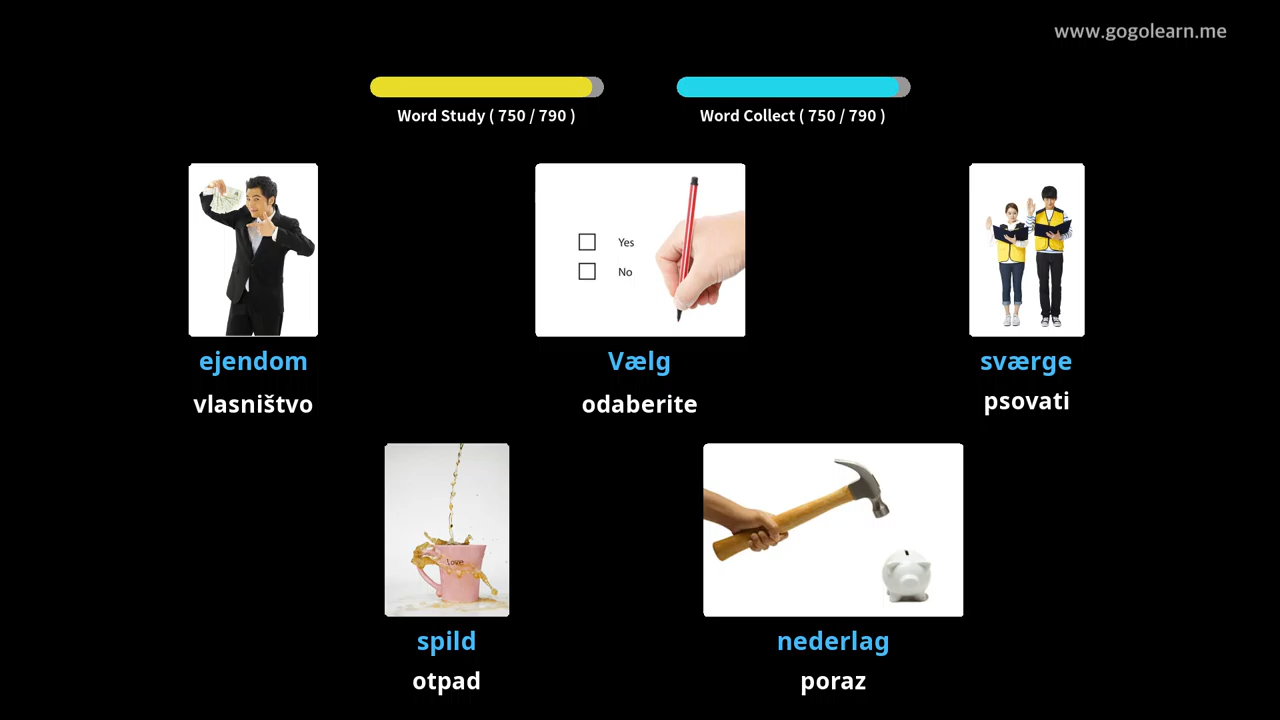 www.gogolearn.me
Word Study ( 750 / 790 )
Word Collect ( 750 / 790 )
Yes
No
ejendom
Vælg
sværge
vlasništvo
odaberite
psovati
love
spild
nederlag
otpad
poraz